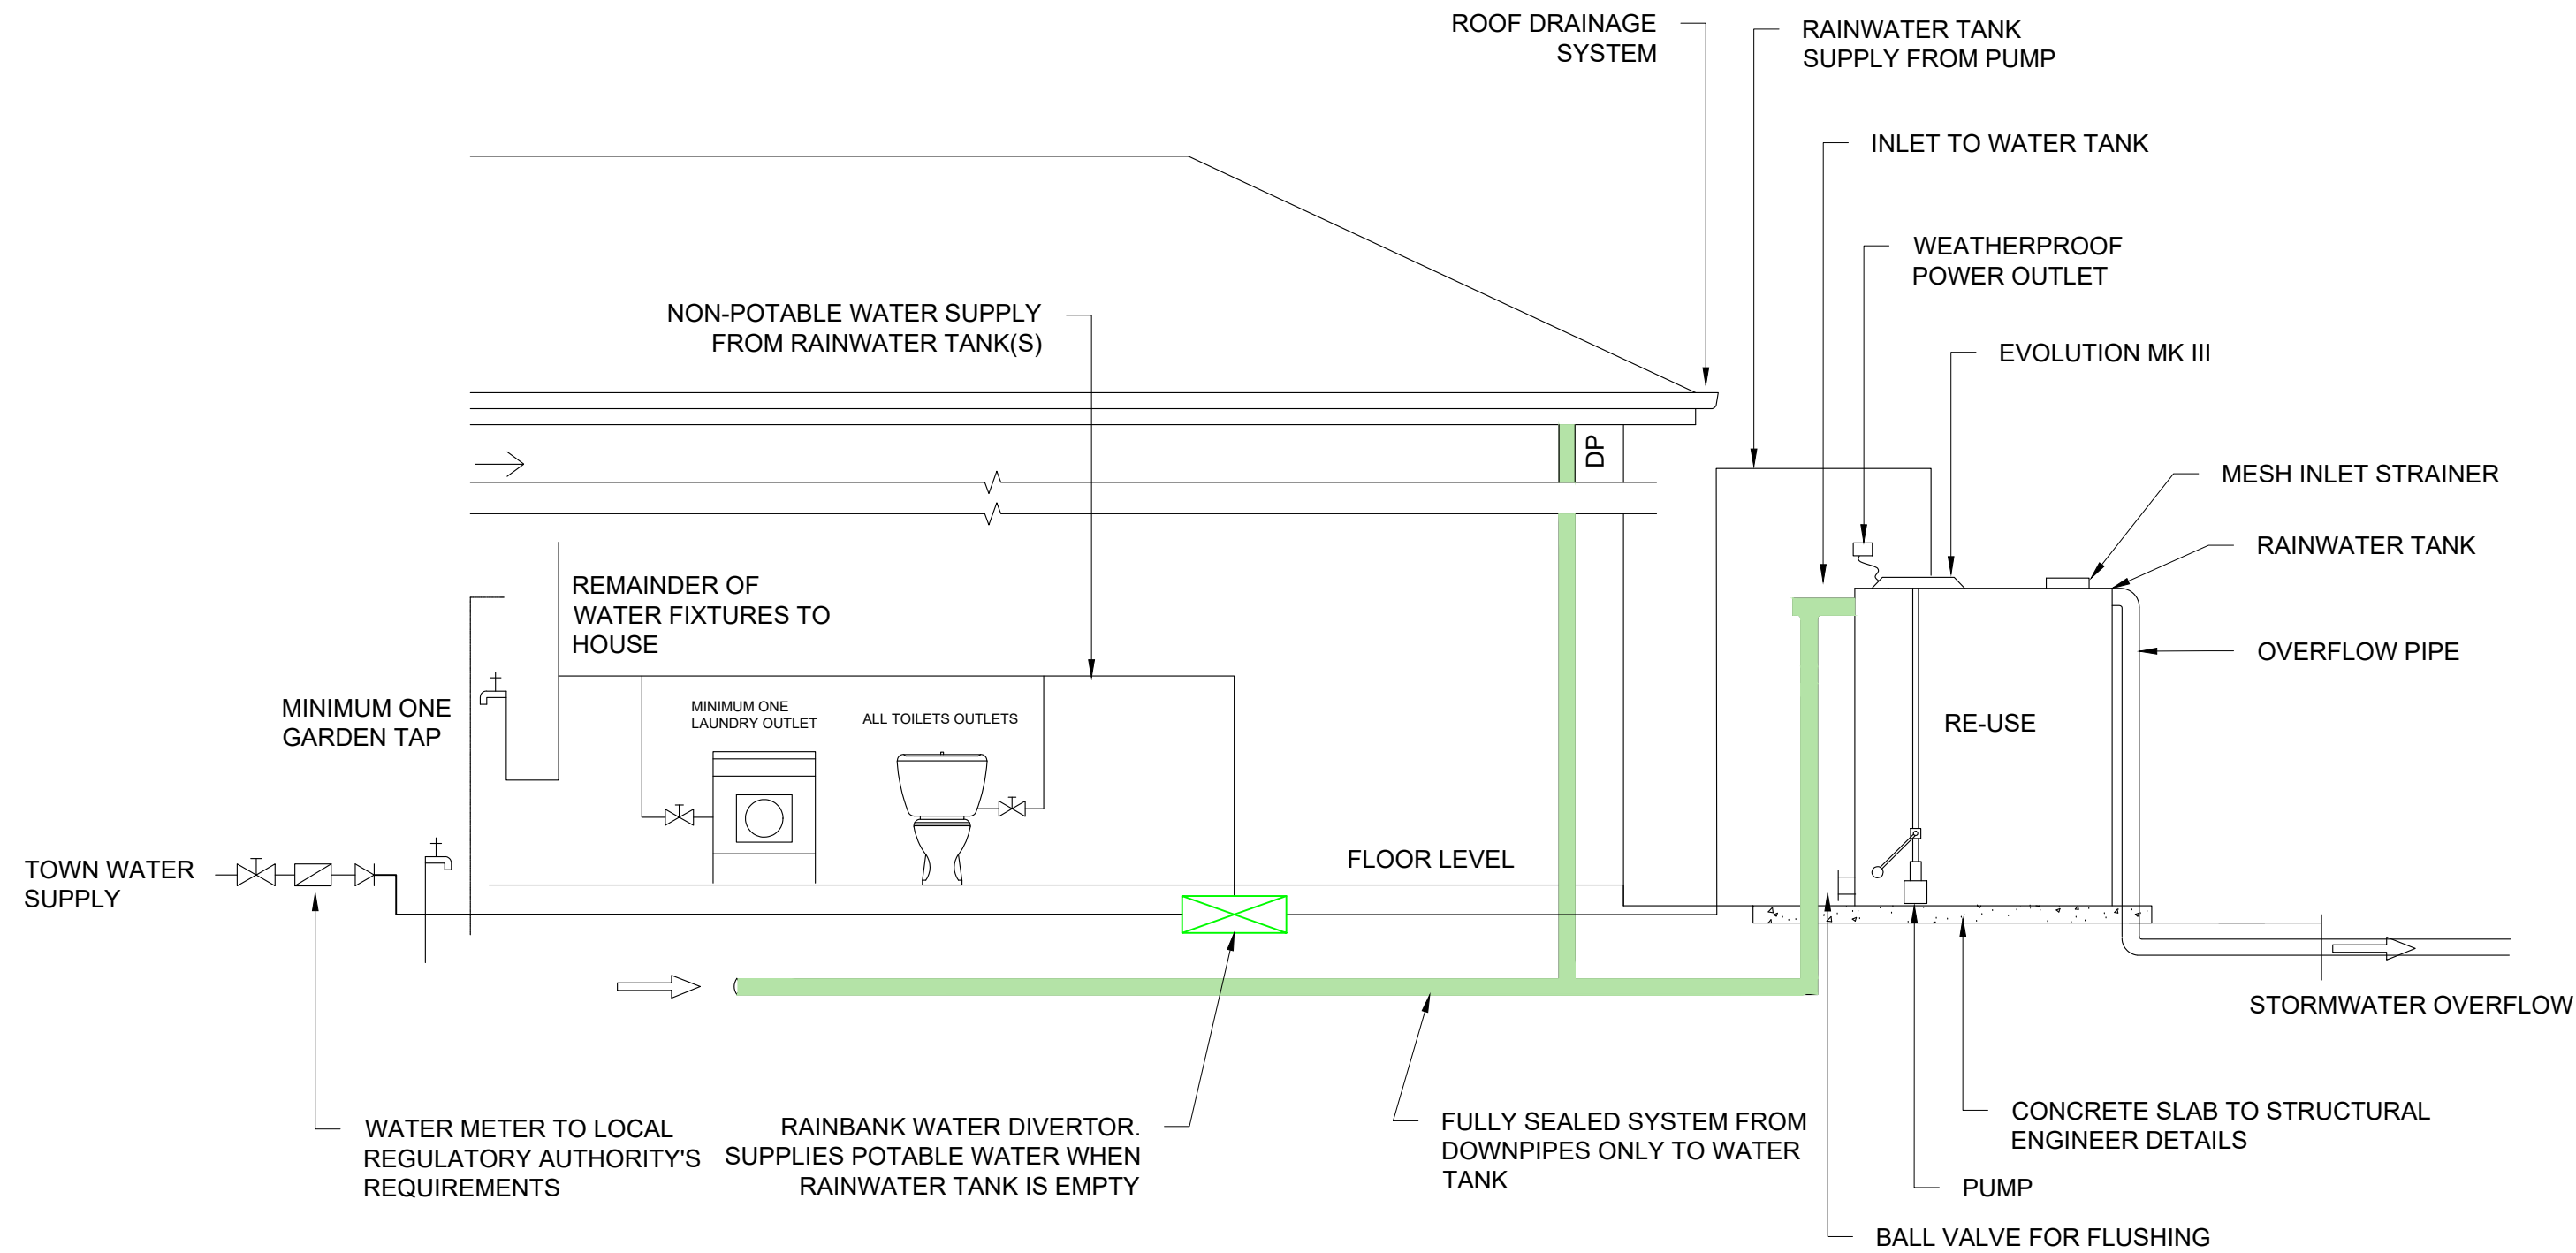 ROOF DRAINAGE
SYSTEM
RAINWATER TANK
SUPPLY FROM PUMP
INLET TO WATER TANK
WEATHERPROOF
POWER OUTLET
NON-POTABLE WATER SUPPLY
FROM RAINWATER TANK(S)
EVOLUTION MK III
DP
MESH INLET STRAINER
RAINWATER TANK
REMAINDER OF
WATER FIXTURES TO
HOUSE
OVERFLOW PIPE
MINIMUM ONE
GARDEN TAP
MINIMUM ONE
LAUNDRY OUTLET
ALL TOILETS OUTLETS
RE-USE
FLOOR LEVEL
TOWN WATER
SUPPLY
STORMWATER OVERFLOW
WATER METER TO LOCAL
REGULATORY AUTHORITY'S
REQUIREMENTS
RAINBANK WATER DIVERTOR.
SUPPLIES POTABLE WATER WHEN
RAINWATER TANK IS EMPTY
FULLY SEALED SYSTEM FROM
DOWNPIPES ONLY TO WATER
TANK
CONCRETE SLAB TO STRUCTURAL
ENGINEER DETAILS
PUMP
BALL VALVE FOR FLUSHING